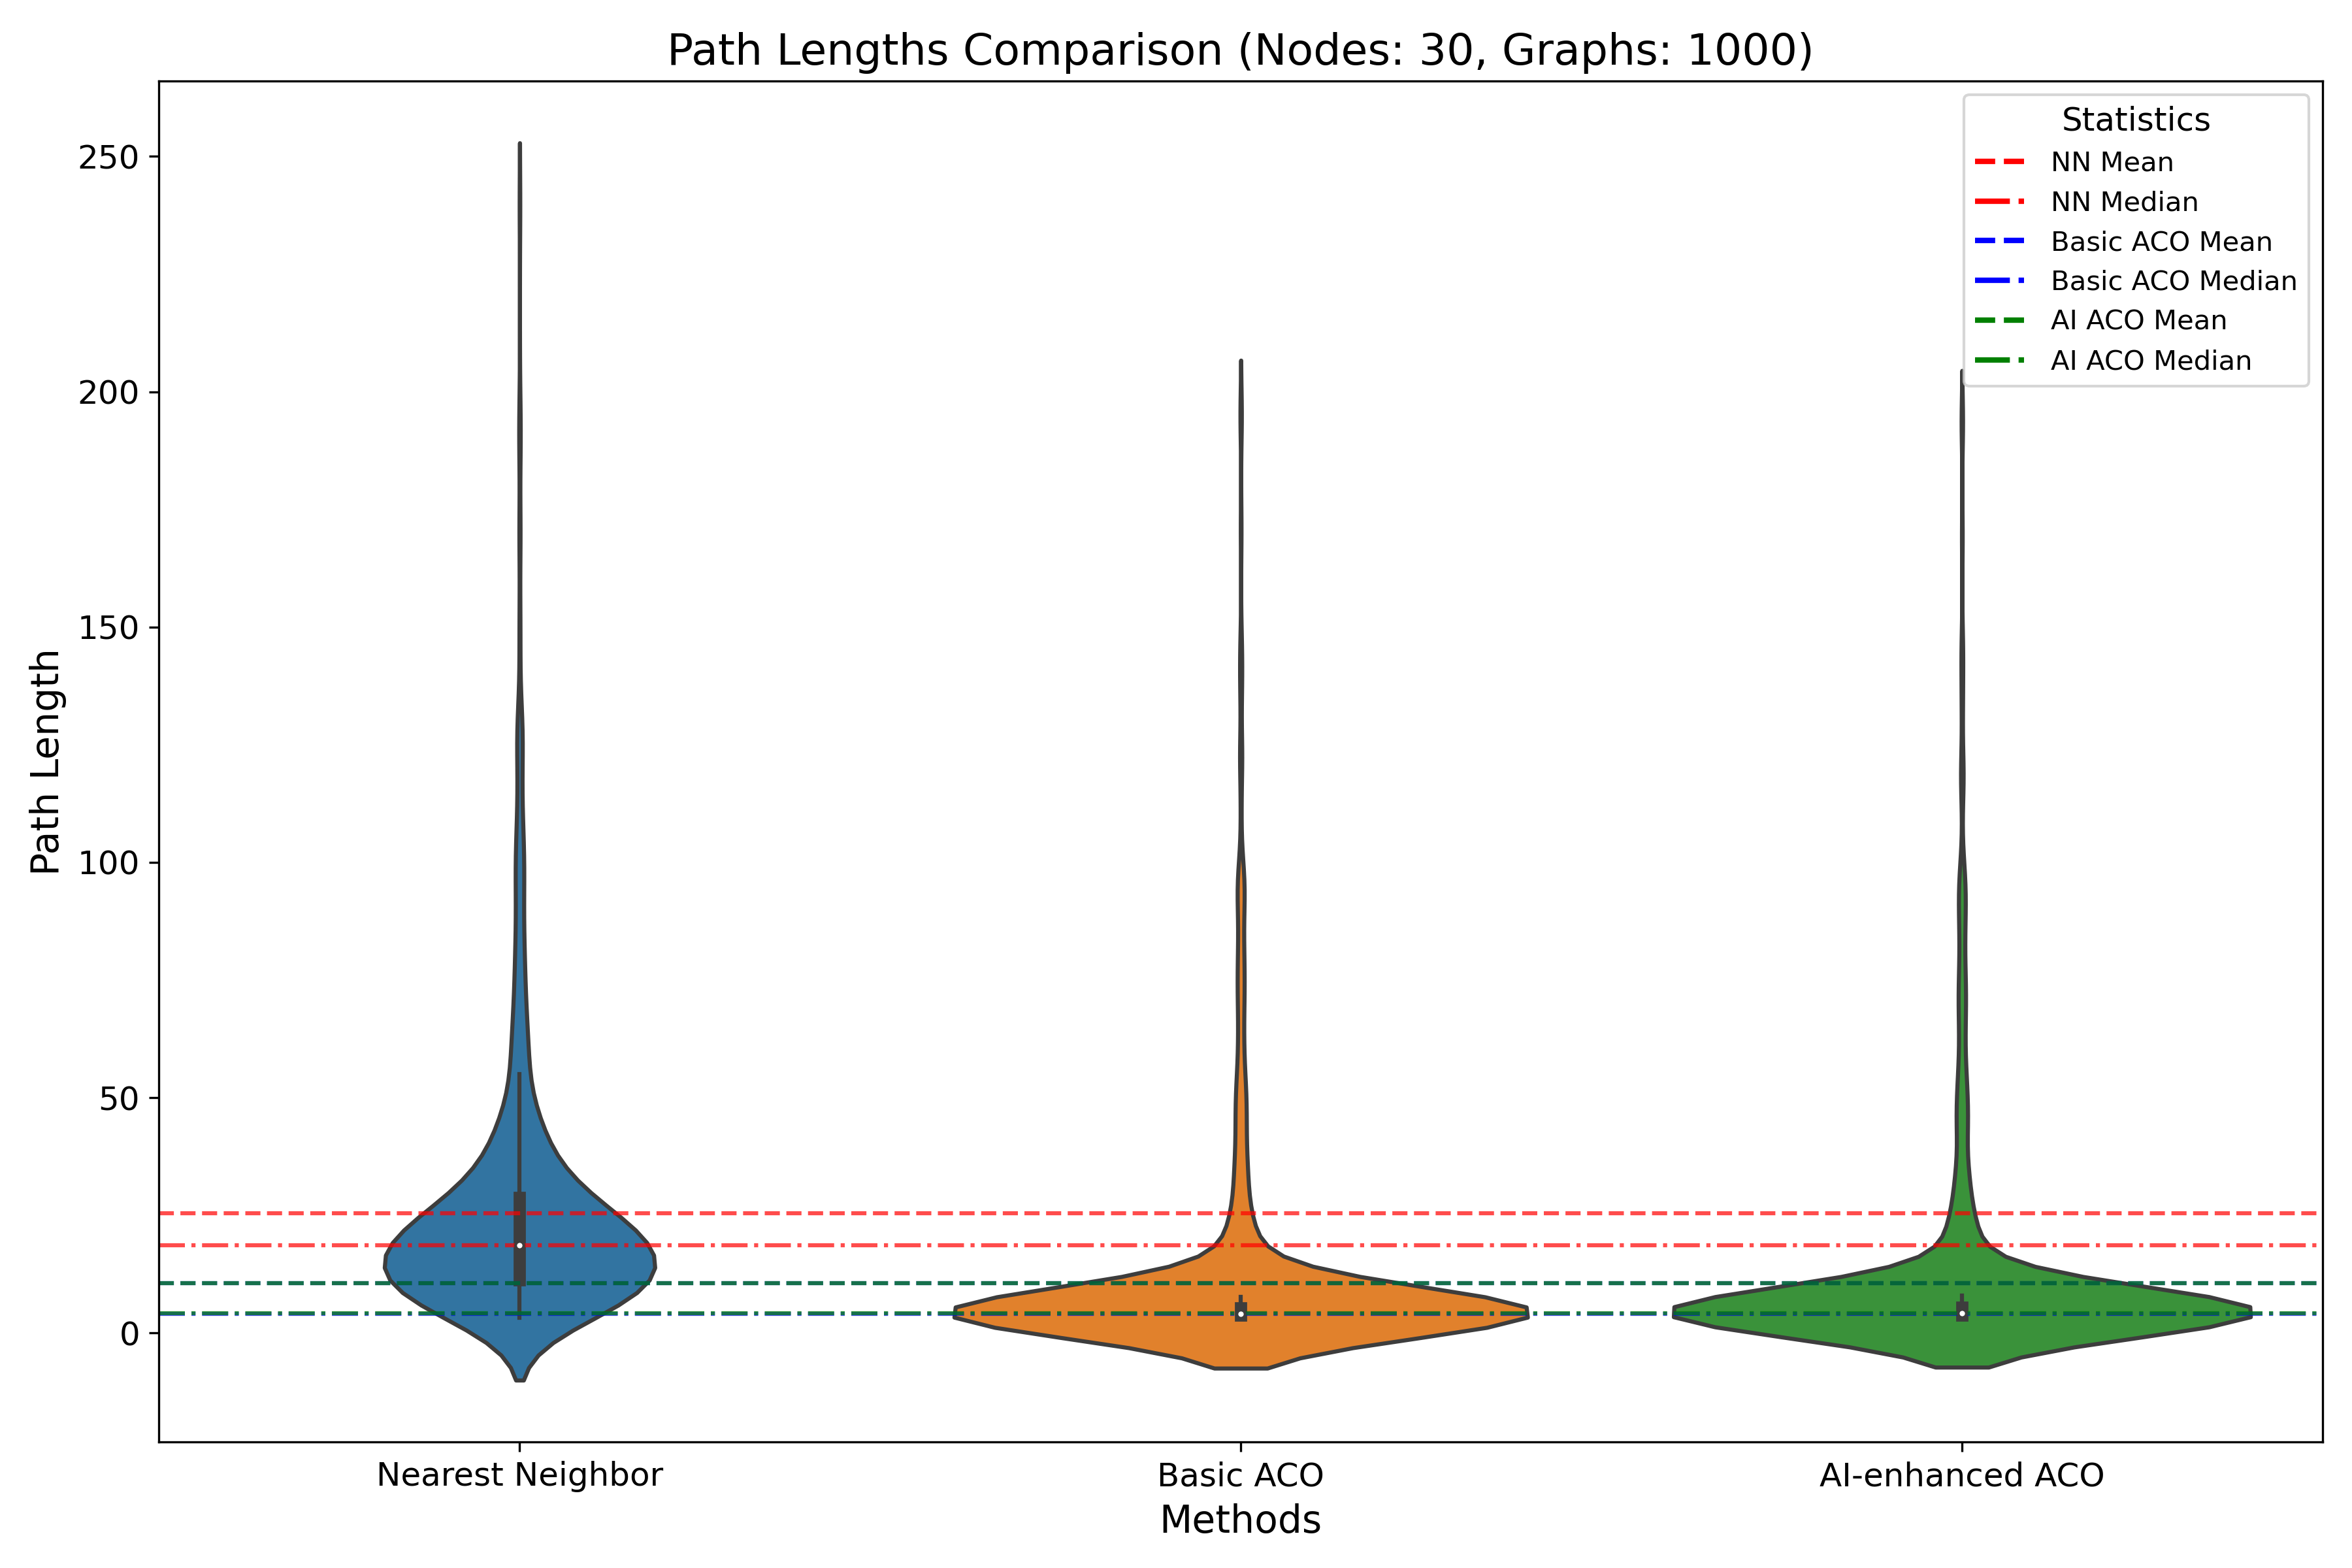 Path Lengths Comparison (Nodes: 30, Graphs: 1000)
Statistics
NN Mean
NN Median
Basic ACO Mean
Basic ACO Median
AI ACO Mean
AI ACO Median
250
200
150
100
50
0
Path Length
Nearest Neighbor
Basic ACO
AI-enhanced ACO
Methods